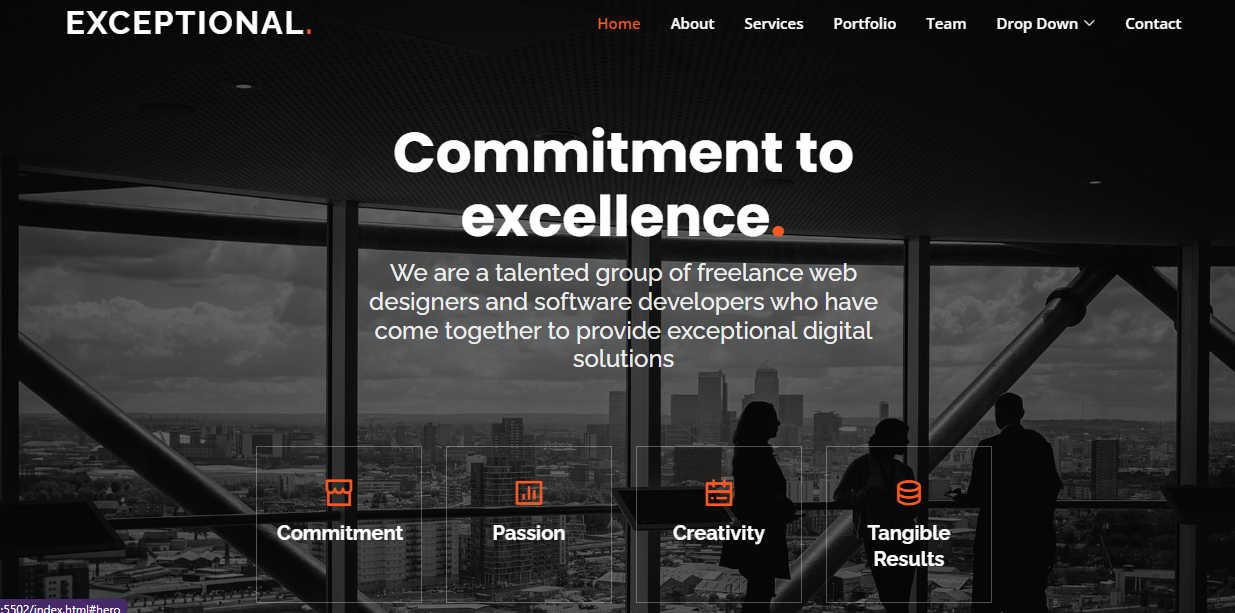 EXCEPTIONAL.
Home About Services Portfolio Team Drop Down Contact
Commitment to
excellence.
We are a talented group of freelance web
designers and software developers who have
come together to provide exceptional digital
solutions
Commitment Passion Creativity Tangible
Results
:5502/index.html#hero